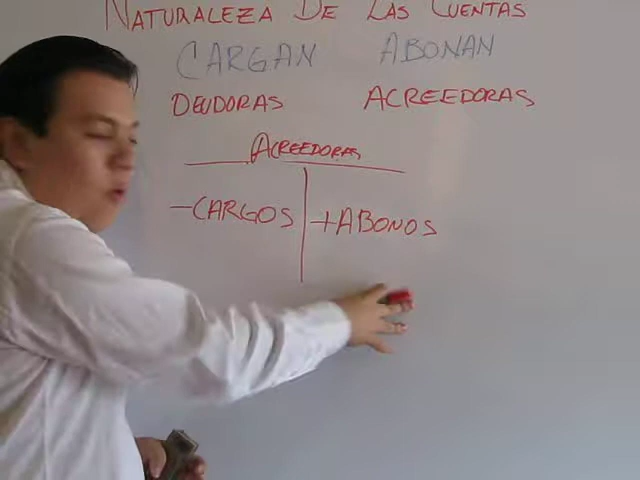 NATURALEZA DE LAS CUENTAS
CARGAN ABONAN
DEUDORAS ACREEDORAS
ACREEDORAS
-CARGOS +ABONOS